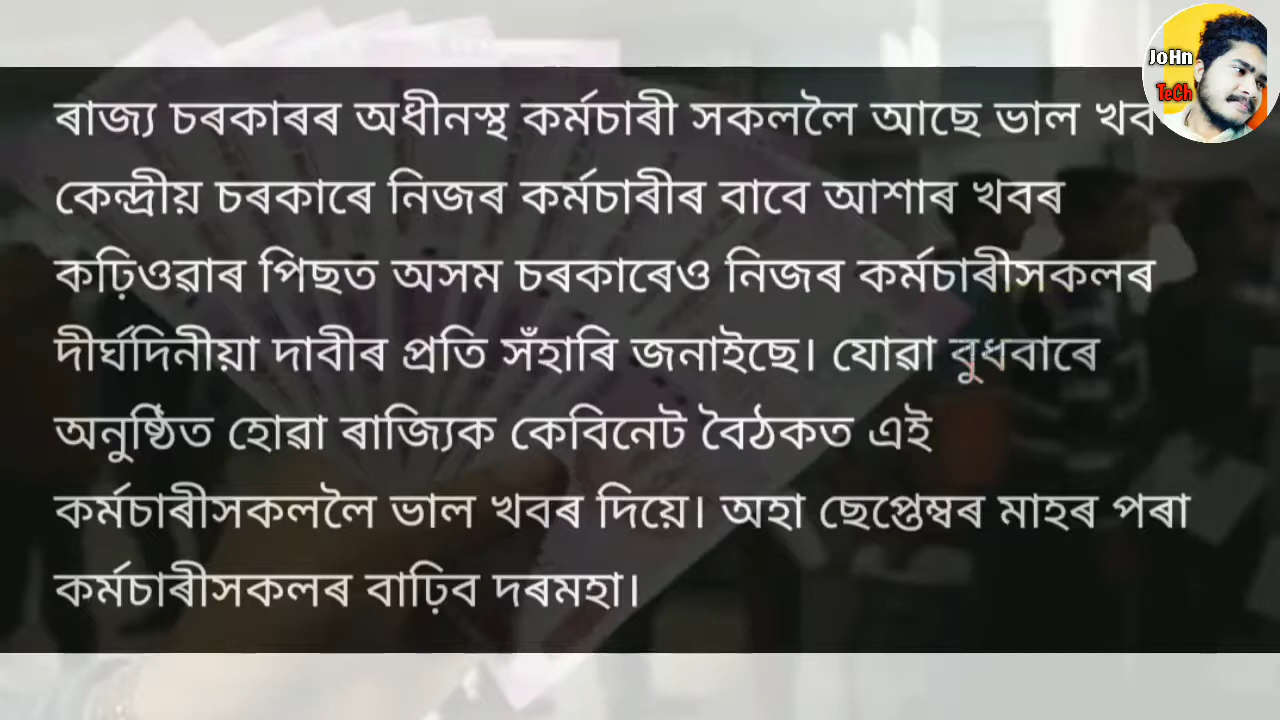 ৰাজ্য চৰকাৰৰ অধীনস্থ কৰ্মচাৰী সকললৈ আছে ভাল
কেন্দ্ৰীয় চৰকাৰে নিজৰ কৰ্মচাৰীৰ বাবে আশাৰ খবৰ
কঢ়িওৱাৰ পিছত অসম চৰকাৰেও নিজৰ কৰ্মচাৰীসকলৰ
দীৰ্ঘদিনীয়া দাবীৰ প্ৰতি সঁহাৰি জনাইছে। যোৱা বুধবাৰে
অনুষ্ঠিত হোৱা ৰাজ্যিক কেবিনেট বৈঠকত এই
কৰ্মচাৰীসকললৈ ভাল খবৰ দিয়ে। অহা ছেপ্তেম্বৰ মাহৰ পৰা
কৰ্মচাৰীসকলৰ বাঢ়িব দৰমহা।
JoHn
TeCh